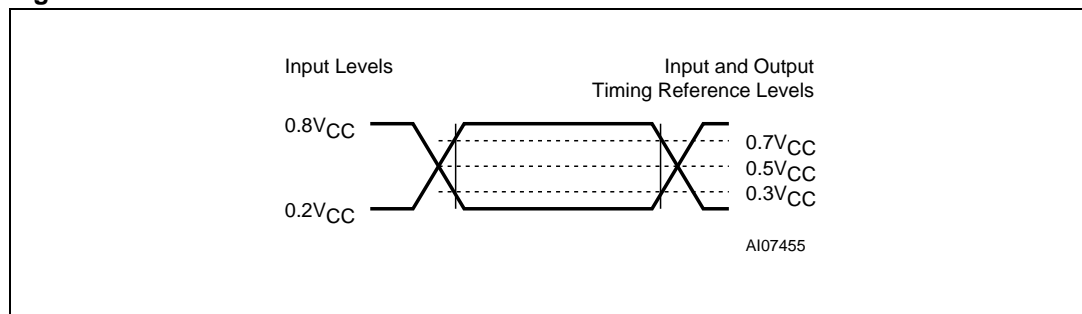 Input Levels
Input and Output
Timing Reference Levels
0.8VCC
0.7VCC
0.5VCC
0.3VCC
0.2VCC
AI07455